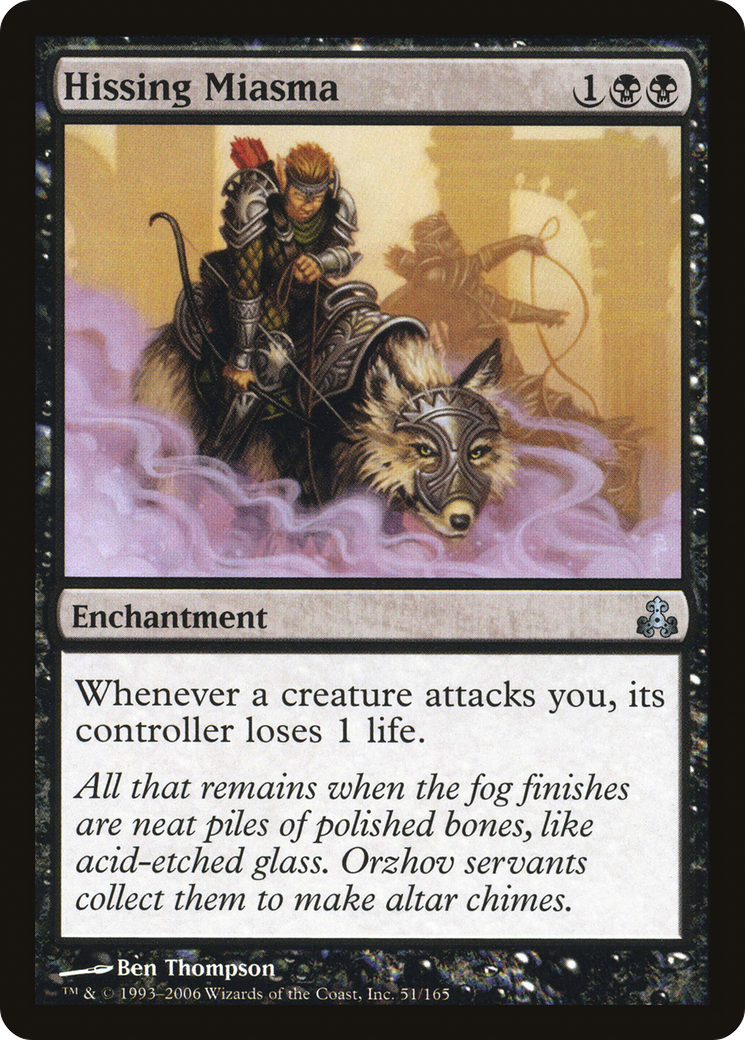 Hissing Miasma 1
Enchantment
Whenever a creature attacks you, its
controller loses 1 life.
All that remains when the fog finishes
are neat piles of polished bones, like
acid-etched glass. Orzhov servants
collect them to make altar chimes.
Ben Thompson
™ & © 1993–2006 Wizards of the Coast, Inc. 51/165